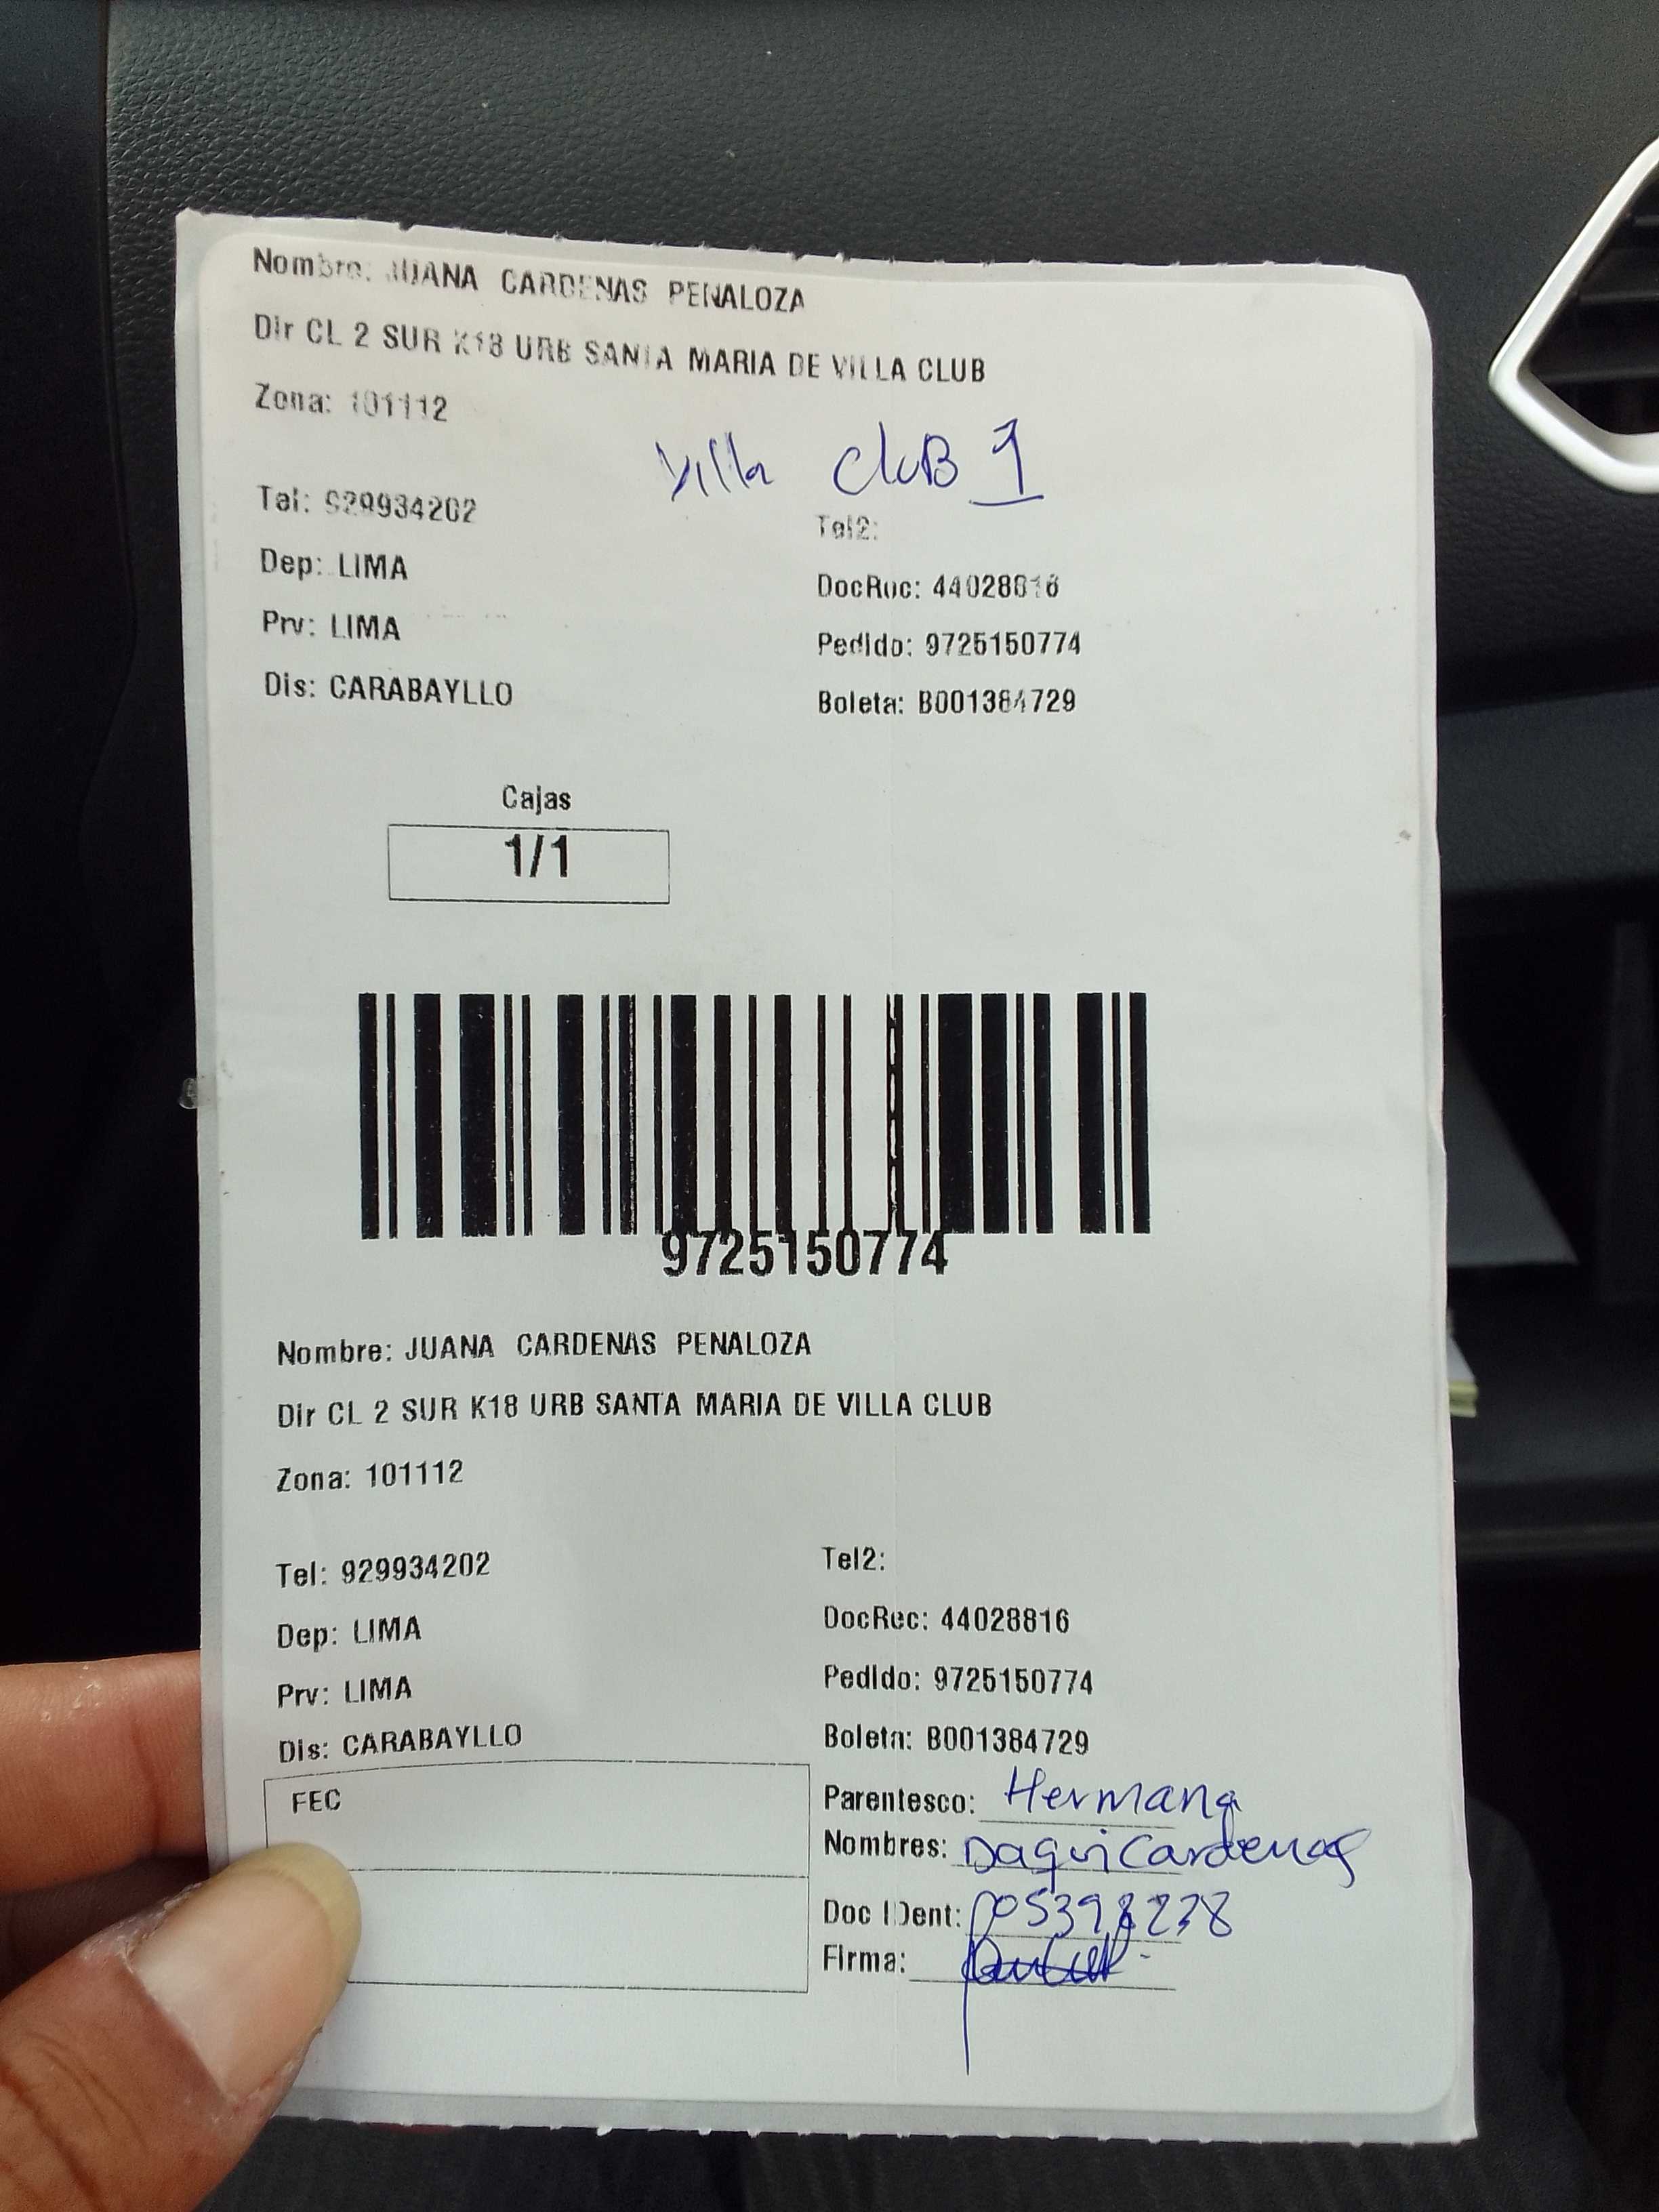 Nombre: JUANA CARDENAS PENALOZA
Dir CL 2 SUR K18 URB SANTA MARIA DE VILLA CLUB
Zona: 101112
Villa Club 1
Tel: 929934202
Tel2:
Dep: LIMA
DocRec: 44028816
Prv: LIMA
Pedido: 9725150774
Dis: CARABAYLLO
Boleta: B001384729
Cajas
1/1
9725150774
Nombre: JUANA CARDENAS PENALOZA
Dir CL 2 SUR K18 URB SANTA MARIA DE VILLA CLUB
Zona: 101112
Tel: 929934202
Tel2:
Dep: LIMA
DocRec: 44028816
Prv: LIMA
Pedido: 9725150774
Dis: CARABAYLLO
Boleta: B001384729
FEC
Parentesco: Hermana
Nombres: Daqui Cardenas
Doc IDent:
Firma: